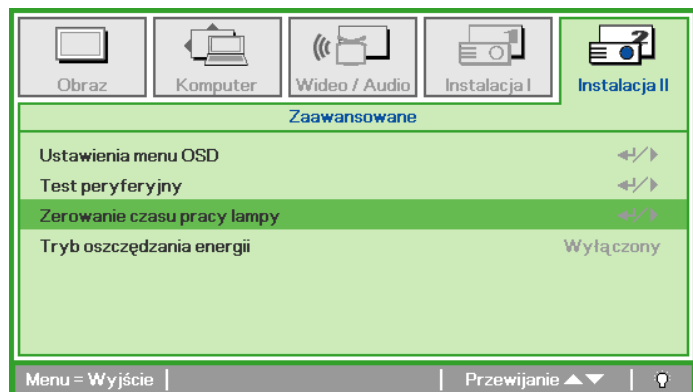 Obraz
Komputer
Wideo / Audio
Instalacja I
Instalacja II
Zaawansowane
Ustawienia menu OSD
Test peryferyjny
Zerowanie czasu pracy lampy
Tryb oszczędzania energii Wyłączony
Menu = Wyjście Przewijanie ▲▼